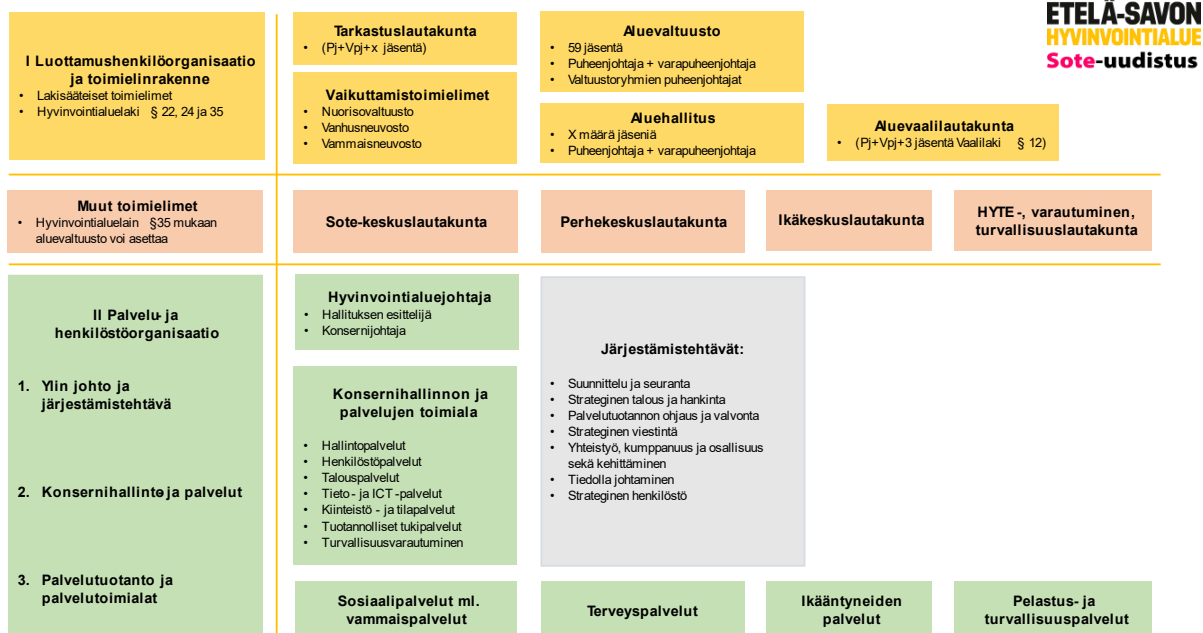 ETELÄ-SAVON
HYVINVOINTIALUE
Sote-uudistus
I Luottamushenkilöorganisaatio
ja toimielinrakenne
• Lakisääteiset toimielimet
• Hyvinvointialuelaki § 22, 24 ja 35
Tarkastuslautakunta
• (Pj+Vpj+x jäsentä)
Vaikuttamistoimielimet
• Nuorisovaltuusto
• Vanhusneuvosto
• Vammaisneuvosto
Aluevaltuusto
• 59 jäsentä
• Puheenjohtaja + varapuheenjohtaja
• Valtuustoryhmien puheenjohtajat
Aluehallitus
• X määrä jäseniä
• Puheenjohtaja + varapuheenjohtaja
Aluevaalilautakunta
• (Pj+Vpj+3 jäsentä Vaalilaki § 12)
Muut toimielimet
• Hyvinvointialuelain §35 mukaan
aluevaltuusto voi asettaa
Sote-keskuslautakunta
Perhekeskuslautakunta
Ikäkeskuslautakunta
HYTE-, varautuminen,
turvallisuuslautakunta
II Palvelu- ja
henkilöstöorganisaatio
1. Ylin johto ja
järjestämistehtävä
2. Konsernihallinto ja palvelut
3. Palvelutuotanto ja
palvelutoimialat
Hyvinvointialuejohtaja
• Hallituksen esittelijä
• Konsernijohtaja
Konsernihallinnon ja
palvelujen toimiala
• Hallintopalvelut
• Henkilöstöpalvelut
• Talouspalvelut
• Tieto- ja ICT-palvelut
• Kiinteistö- ja tilapalvelut
• Tuotannolliset tukipalvelut
• Turvallisuusvarautuminen
Järjestämistehtävät:
• Suunnittelu ja seuranta
• Strateginen talous ja hankinta
• Palvelutuotannon ohjaus ja valvonta
• Strateginen viestintä
• Yhteistyö, kumppanuus ja osallisuus
sekä kehittäminen
• Tiedolla johtaminen
• Strateginen henkilöstö
Sosiaalipalvelut ml.
vammaispalvelut
Terveyspalvelut
Ikääntyneiden
palvelut
Pelastus- ja
turvallisuuspalvelut